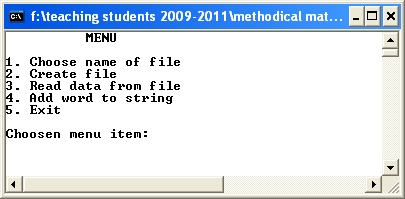 f:\teaching students 2009-2011\methodical mat...
MENU
1. Choose name of file
2. Create file
3. Read data from file
4. Add word to string
5. Exit
Choosen menu item: